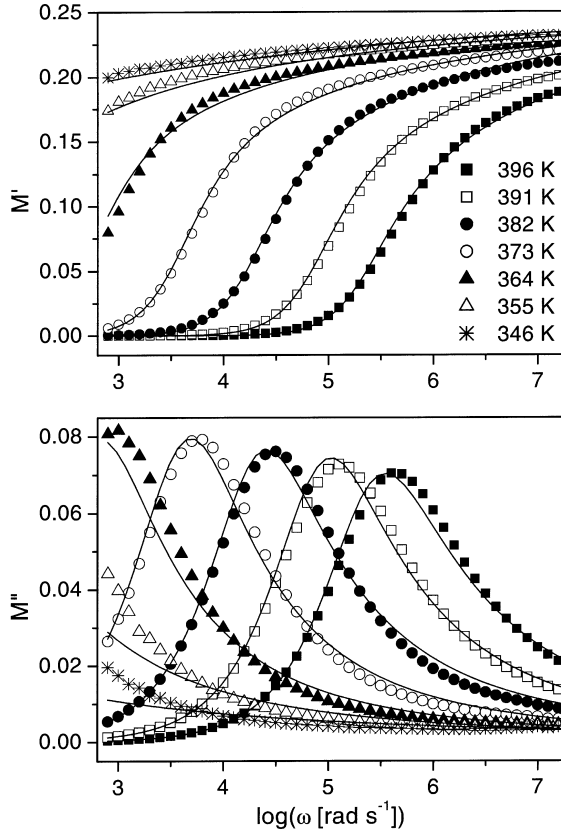 0.25
0.20
0.15
0.10
0.05
0.00
M'
396 K
391 K
382 K
373 K
364 K
355 K
346 K
3 4 5 6 7
0.08
0.06
0.04
0.02
0.00
M"
3 4 5 6 7
log(ω [rad s⁻¹])